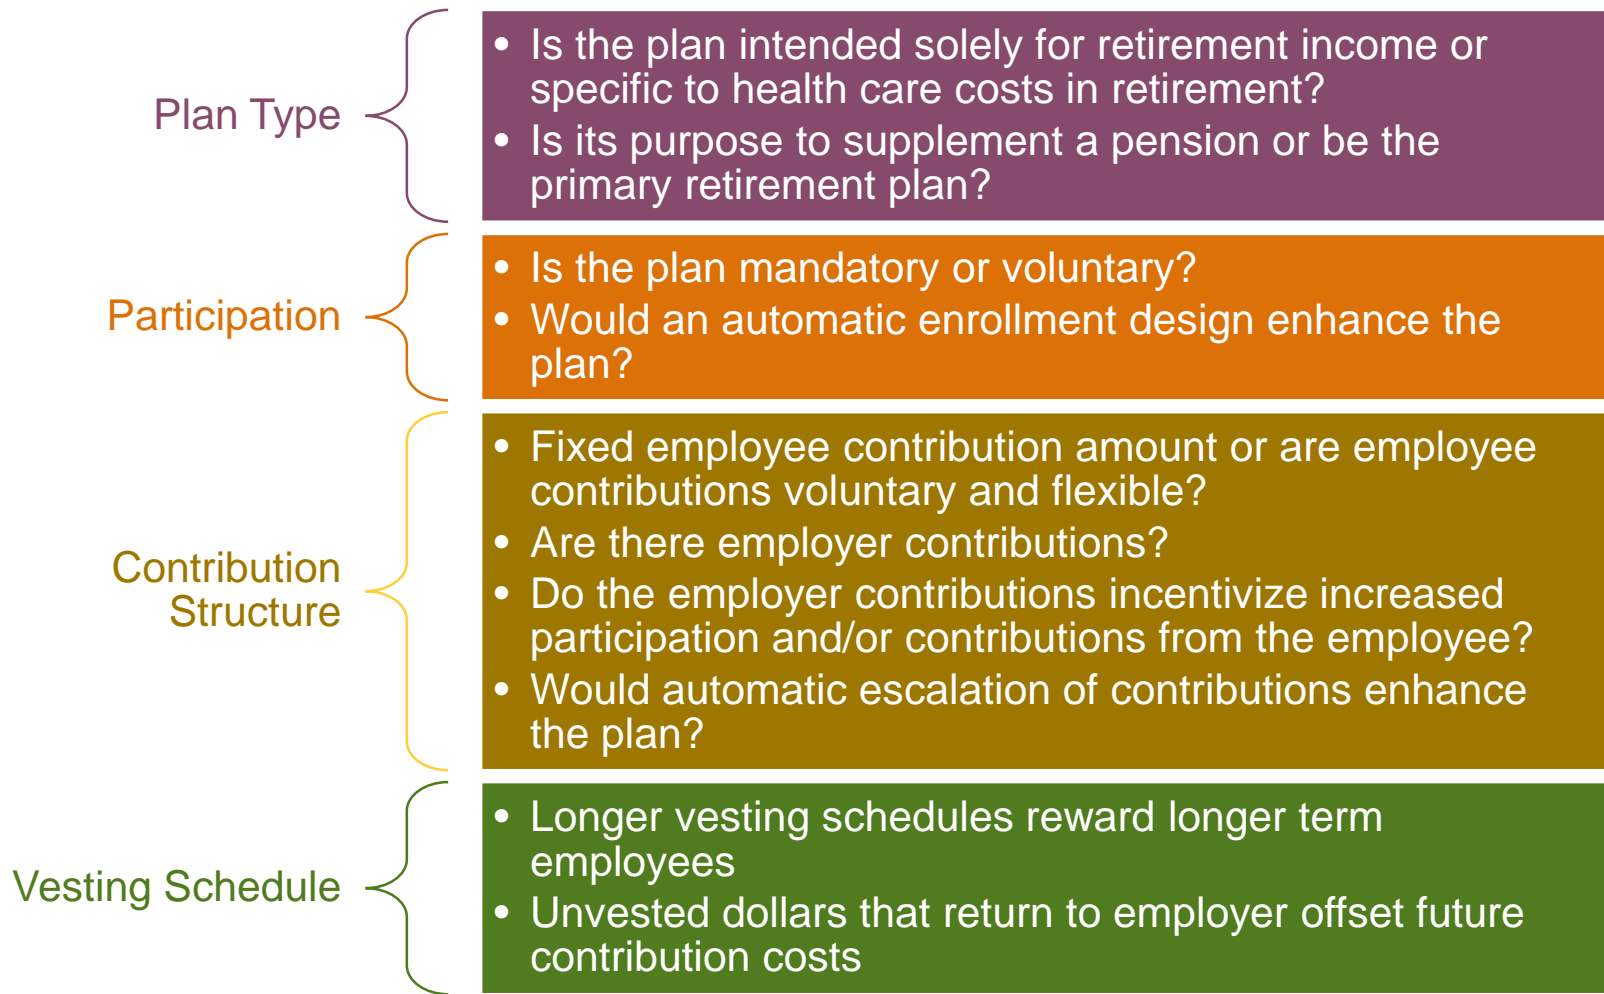 Plan Type
• Is the plan intended solely for retirement income or
specific to health care costs in retirement?
• Is its purpose to supplement a pension or be the
primary retirement plan?
Participation
• Is the plan mandatory or voluntary?
• Would an automatic enrollment design enhance the
plan?
Contribution
Structure
• Fixed employee contribution amount or are employee
contributions voluntary and flexible?
• Are there employer contributions?
• Do the employer contributions incentivize increased
participation and/or contributions from the employee?
• Would automatic escalation of contributions enhance
the plan?
Vesting Schedule
• Longer vesting schedules reward longer term
employees
• Unvested dollars that return to employer offset future
contribution costs